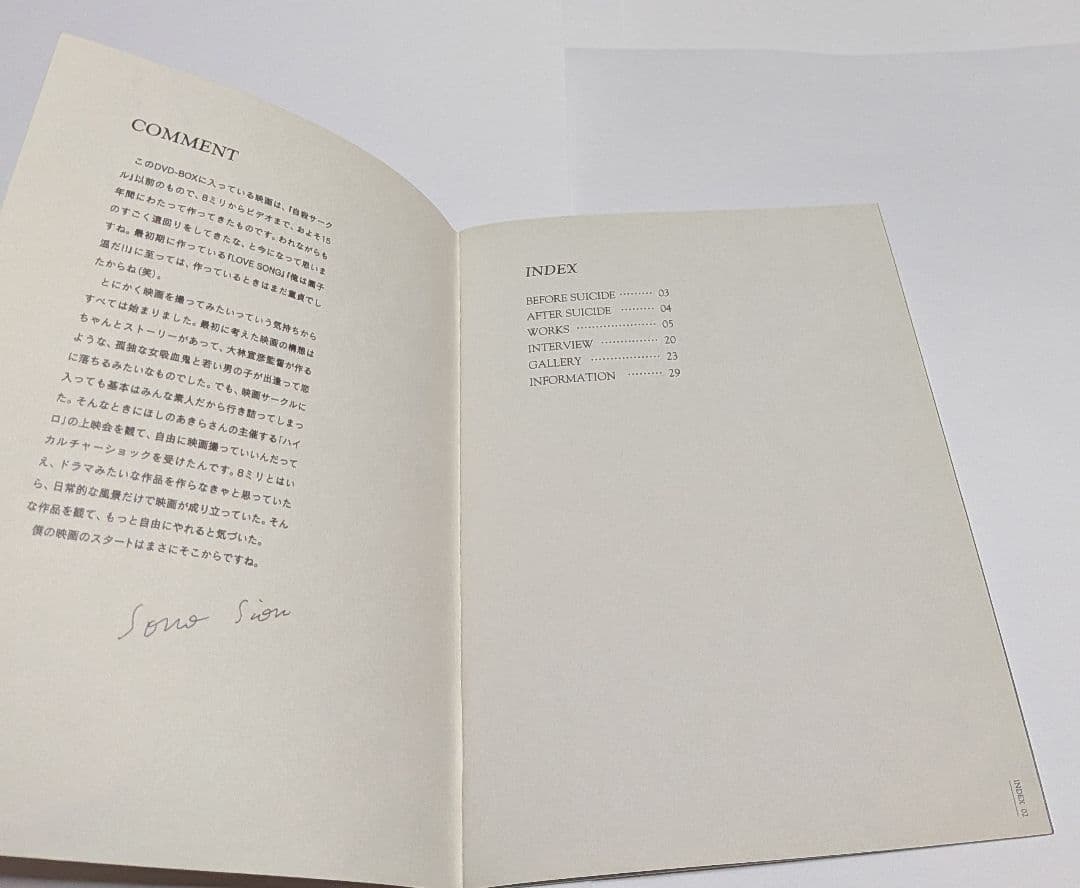 COMMENT
このDVD-BOXに入っている映画は、『自殺サーク
ル』以前のもので、8ミリからビデオまで、およそ15
年間にわたって作ってきたものです。われながらも
のすごく遠回りをしてきたな、と今になって思いま
すね。最初期に作っている『LOVE SONG』『俺は園子
温だ!!』に至っては、作っているときはまだ童貞でし
たからね(笑)。
とにかく映画を撮ってみたいっていう気持ちから
すべては始まりました。最初に考えた映画の構想は
ちゃんとストーリーがあって、大林宣彦監督が作る
ような、孤独な女吸血鬼と若い男の子が出逢って恋
に落ちるみたいなものでした。でも、映画サークルに
入っても基本はみんな素人だから行き詰ってしまっ
た。そんなときにほしのあきらさんの主催する「ハイ
ロ」の上映会を観て、自由に映画撮っていいんだって
カルチャーショックを受けたんです。8ミリとはい
え、ドラマみたいな作品を作らなきゃと思っていた
ら、日常的な風景だけで映画が成り立っていた。そん
な作品を観て、もっと自由にやれると気づいた。
僕の映画のスタートはまさにそこからですね。
Sono Sion
INDEX
BEFORE SUICIDE ········· 03
AFTER SUICIDE ········· 04
WORKS ····················· 05
INTERVIEW ··············· 20
GALLERY ·················· 23
INFORMATION ········· 29
INDEX 02